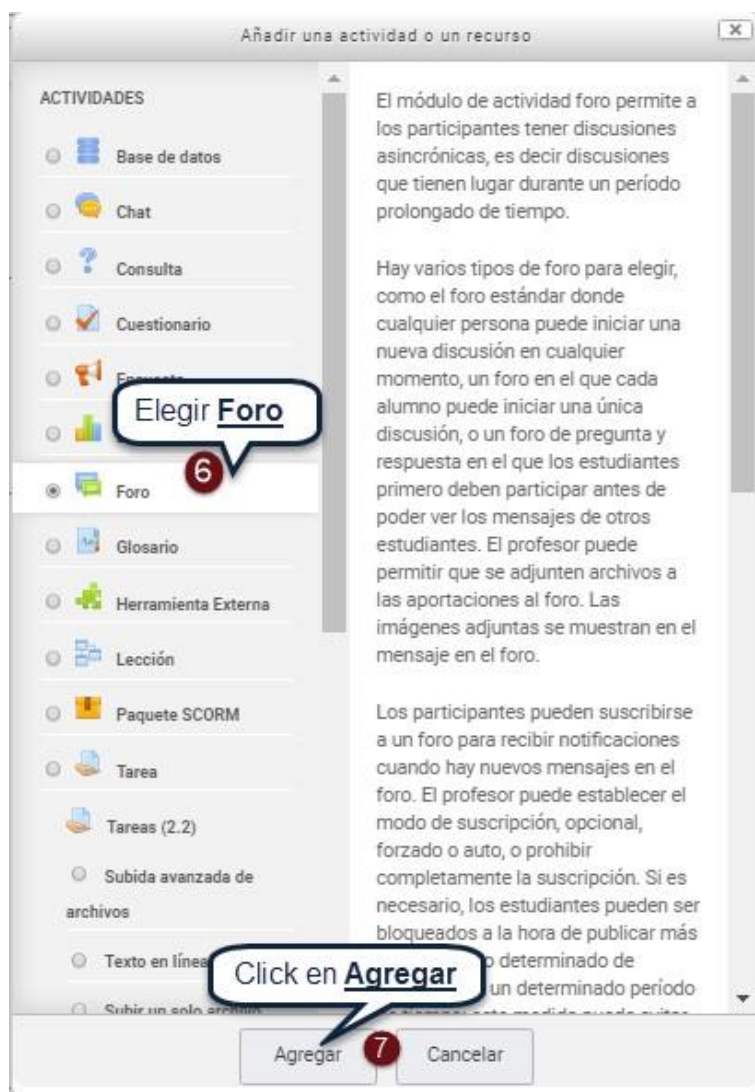 Añadir una actividad o un recurso
ACTIVIDADES
Base de datos
Chat
Consulta
Cuestionario
Elegir Foro
6
Foro
Glosario
Herramienta Externa
Lección
Paquete SCORM
Tarea
Tareas (2.2)
Subida avanzada de
archivos
Texto en línea
Subir un solo archivo
El módulo de actividad foro permite a
los participantes tener discusiones
asincrónicas, es decir discusiones
que tienen lugar durante un período
prolongado de tiempo.
Hay varios tipos de foro para elegir,
como el foro estándar donde
cualquier persona puede iniciar una
nueva discusión en cualquier
momento, un foro en el que cada
alumno puede iniciar una única
discusión, o un foro de pregunta y
respuesta en el que los estudiantes
primero deben participar antes de
poder ver los mensajes de otros
estudiantes. El profesor puede
permitir que se adjunten archivos a
las aportaciones al foro. Las
imágenes adjuntas se muestran en el
mensaje en el foro.
Los participantes pueden suscribirse
a un foro para recibir notificaciones
cuando hay nuevos mensajes en el
foro. El profesor puede establecer el
modo de suscripción, opcional,
forzado o auto, o prohibir
completamente la suscripción. Si es
necesario, los estudiantes pueden ser
bloqueados a la hora de publicar más
determinado de
un determinado período
Click en Agregar
Agregar
7
Cancelar